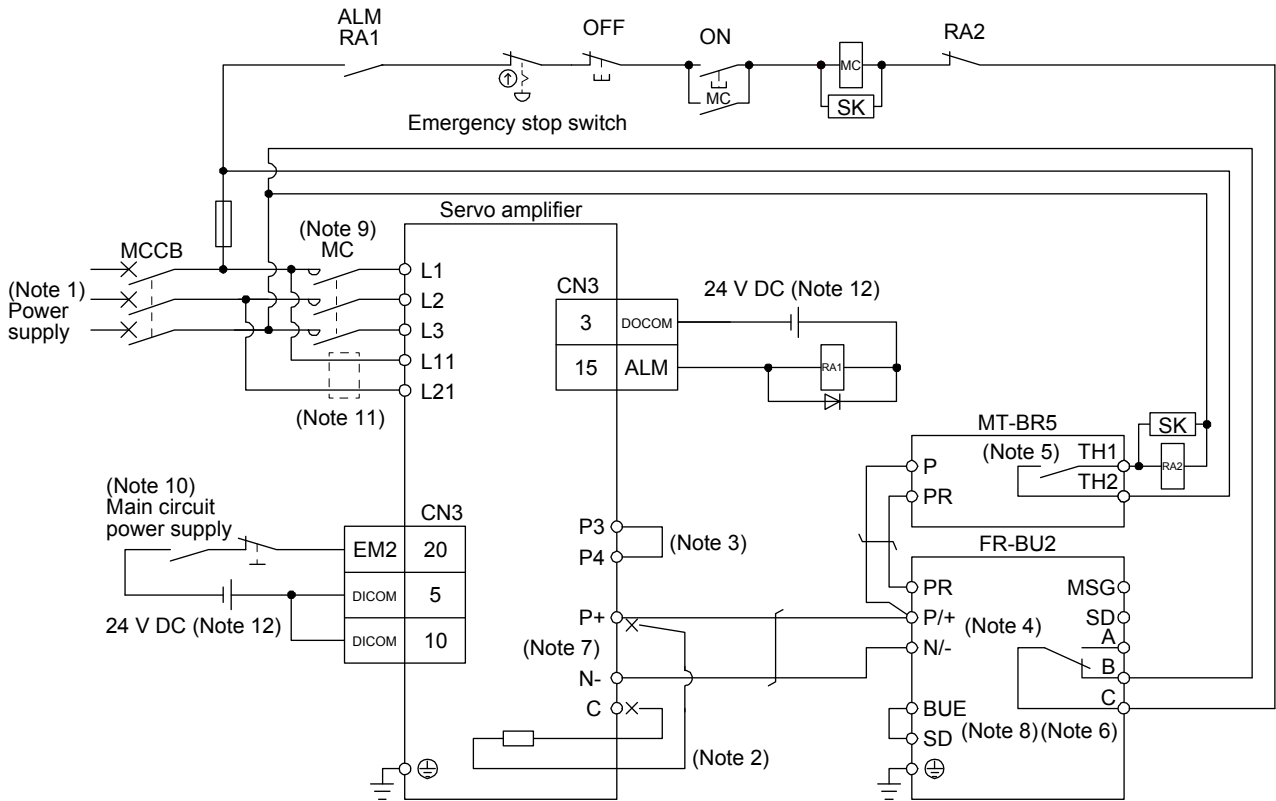 ALM
RA1
OFF
ON
RA2
MC
SK
MC
Emergency stop switch
Servo amplifier
MCCB
(Note 9)
MC
(Note 1)
Power
supply
L1
L2
L3
L11
L21
(Note 11)
CN3
24 V DC (Note 12)
3 DOCOM
15 ALM
RA1
MT-BR5
SK
P
(Note 5)
TH1
RA2
TH2
PR
(Note 10)
Main circuit
power supply
CN3
EM2 20
DICOM 5
24 V DC (Note 12)
DICOM 10
P3
(Note 3)
P4
FR-BU2
PR
MSG
P+
P/+
SD
(Note 4)
A
(Note 7)
N/-
B
N-
C
C
BUE
(Note 8) (Note 6)
SD
(Note 2)